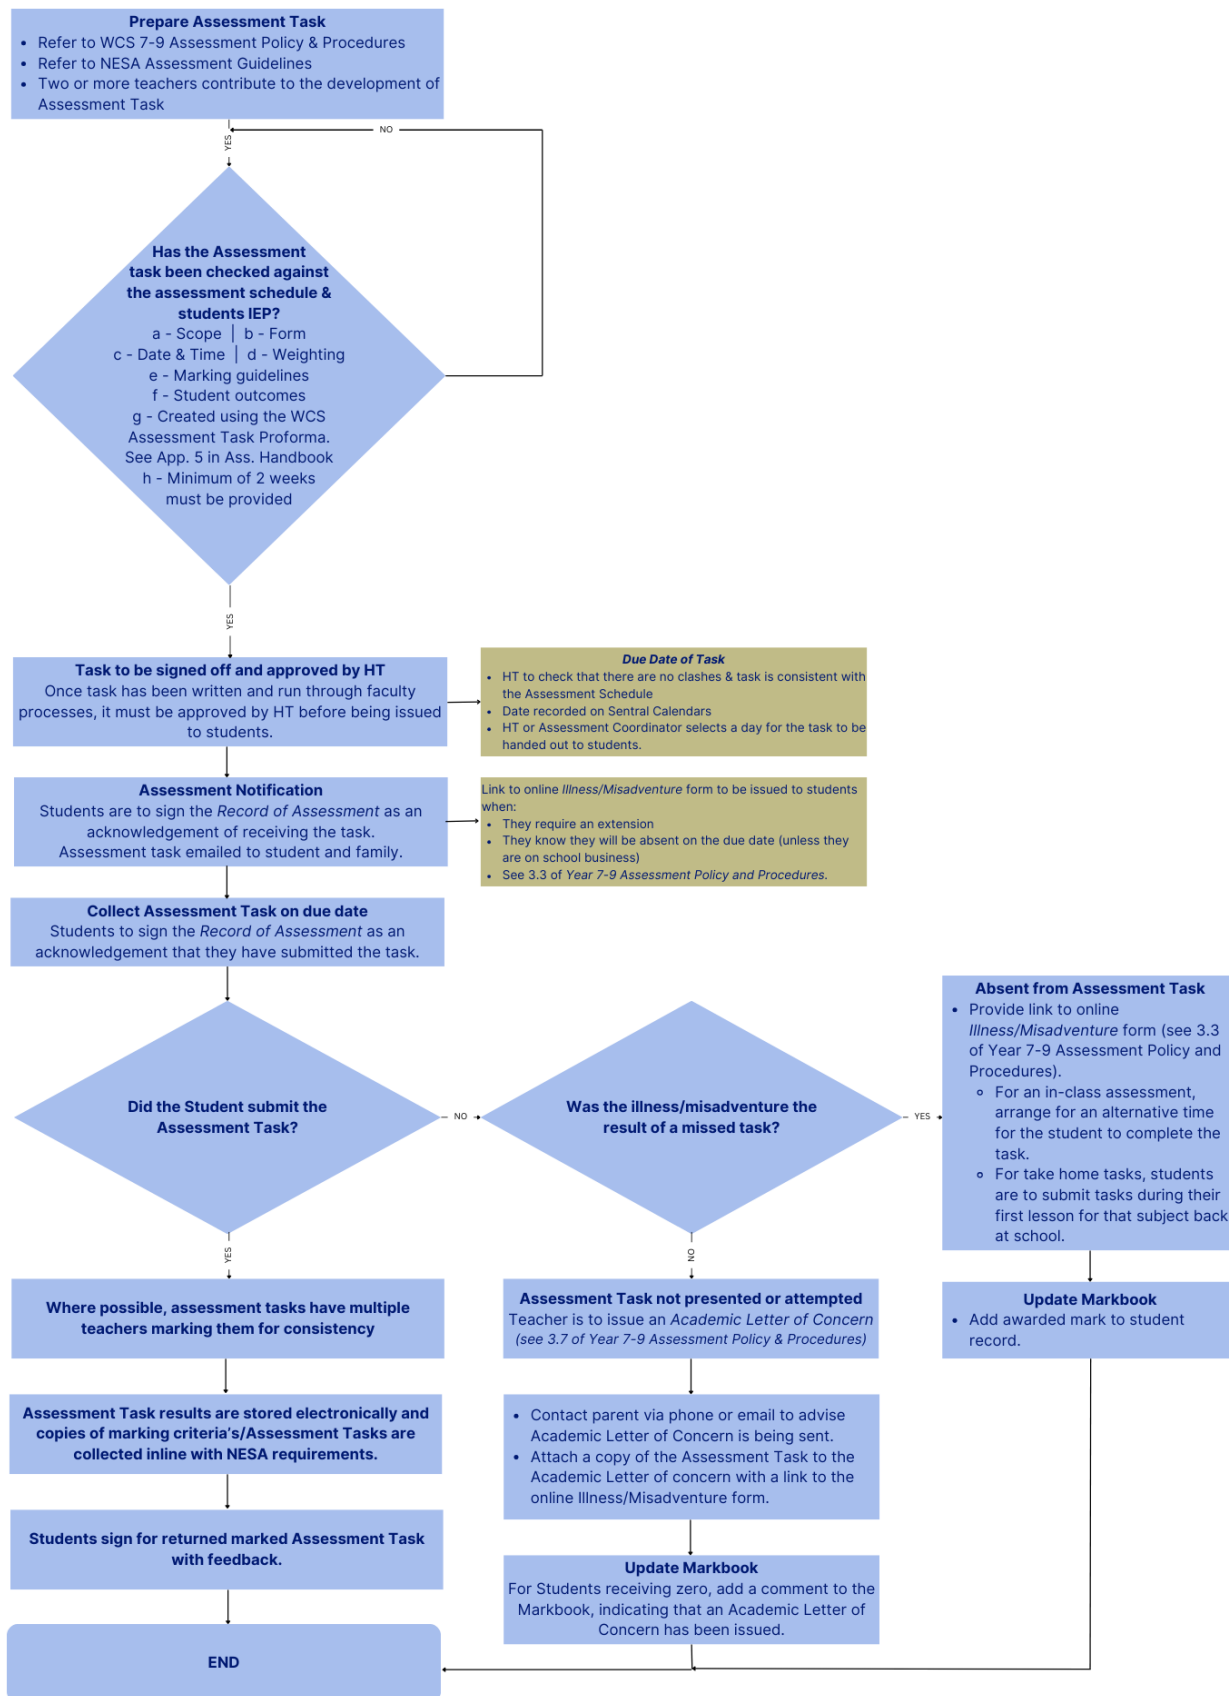 Prepare Assessment Task
• Refer to WCS 7-9 Assessment Policy & Procedures
• Refer to NESA Assessment Guidelines
• Two or more teachers contribute to the development of
Assessment Task
NO
YES
Has the Assessment
task been checked against
the assessment schedule &
students IEP?
a - Scope | b - Form
c - Date & Time | d - Weighting
e - Marking guidelines
f - Student outcomes
g - Created using the WCS
Assessment Task Proforma.
See App. 5 in Ass. Handbook
h - Minimum of 2 weeks
must be provided
YES
Task to be signed off and approved by HT
Once task has been written and run through faculty
processes, it must be approved by HT before being issued
to students.
Due Date of Task
• HT to check that there are no clashes & task is consistent with
the Assessment Schedule
• Date recorded on Sentral Calendars
• HT or Assessment Coordinator selects a day for the task to be
handed out to students.
Assessment Notification
Students are to sign the Record of Assessment as an
acknowledgement of receiving the task.
Assessment task emailed to student and family.
Link to online Illness/Misadventure form to be issued to students
when:
• They require an extension
• They know they will be absent on the due date (unless they
are on school business)
• See 3.3 of Year 7-9 Assessment Policy and Procedures.
Collect Assessment Task on due date
Students to sign the Record of Assessment as an
acknowledgement that they have submitted the task.
Did the Student submit the
Assessment Task?
NO
Was the illness/misadventure the
result of a missed task?
YES
Absent from Assessment Task
• Provide link to online
Illness/Misadventure form (see 3.3
of Year 7-9 Assessment Policy and
Procedures).
○ For an in-class assessment,
arrange for an alternative time
for the student to complete the
task.
○ For take home tasks, students
are to submit tasks during their
first lesson for that subject back
at school.
YES
NO
Where possible, assessment tasks have multiple
teachers marking them for consistency
Assessment Task not presented or attempted
Teacher is to issue an Academic Letter of Concern
(see 3.7 of Year 7-9 Assessment Policy & Procedures)
Update Markbook
• Add awarded mark to student
record.
Assessment Task results are stored electronically and
copies of marking criteria's/Assessment Tasks are
collected inline with NESA requirements.
• Contact parent via phone or email to advise
Academic Letter of Concern is being sent.
• Attach a copy of the Assessment Task to the
Academic Letter of concern with a link to the
online Illness/Misadventure form.
Students sign for returned marked Assessment Task
with feedback.
Update Markbook
For Students receiving zero, add a comment to the
Markbook, indicating that an Academic Letter of
Concern has been issued.
END